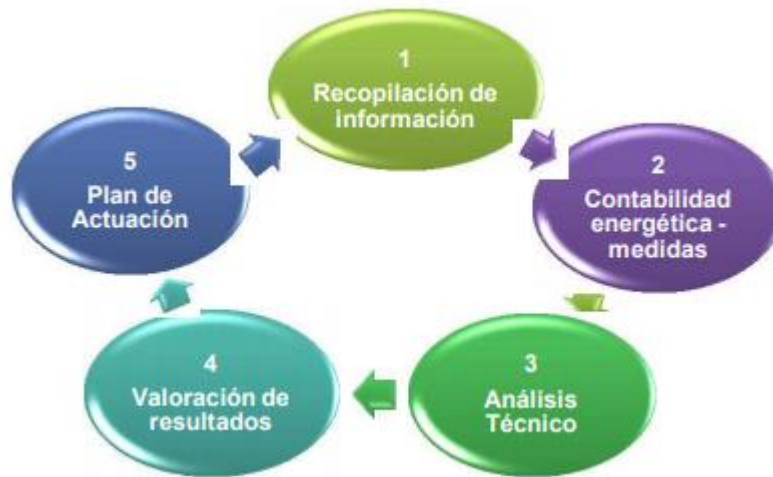 1
Recopilación de
información
2
Contabilidad
energética -
medidas
3
Análisis
Técnico
4
Valoración de
resultados
5
Plan de
Actuación